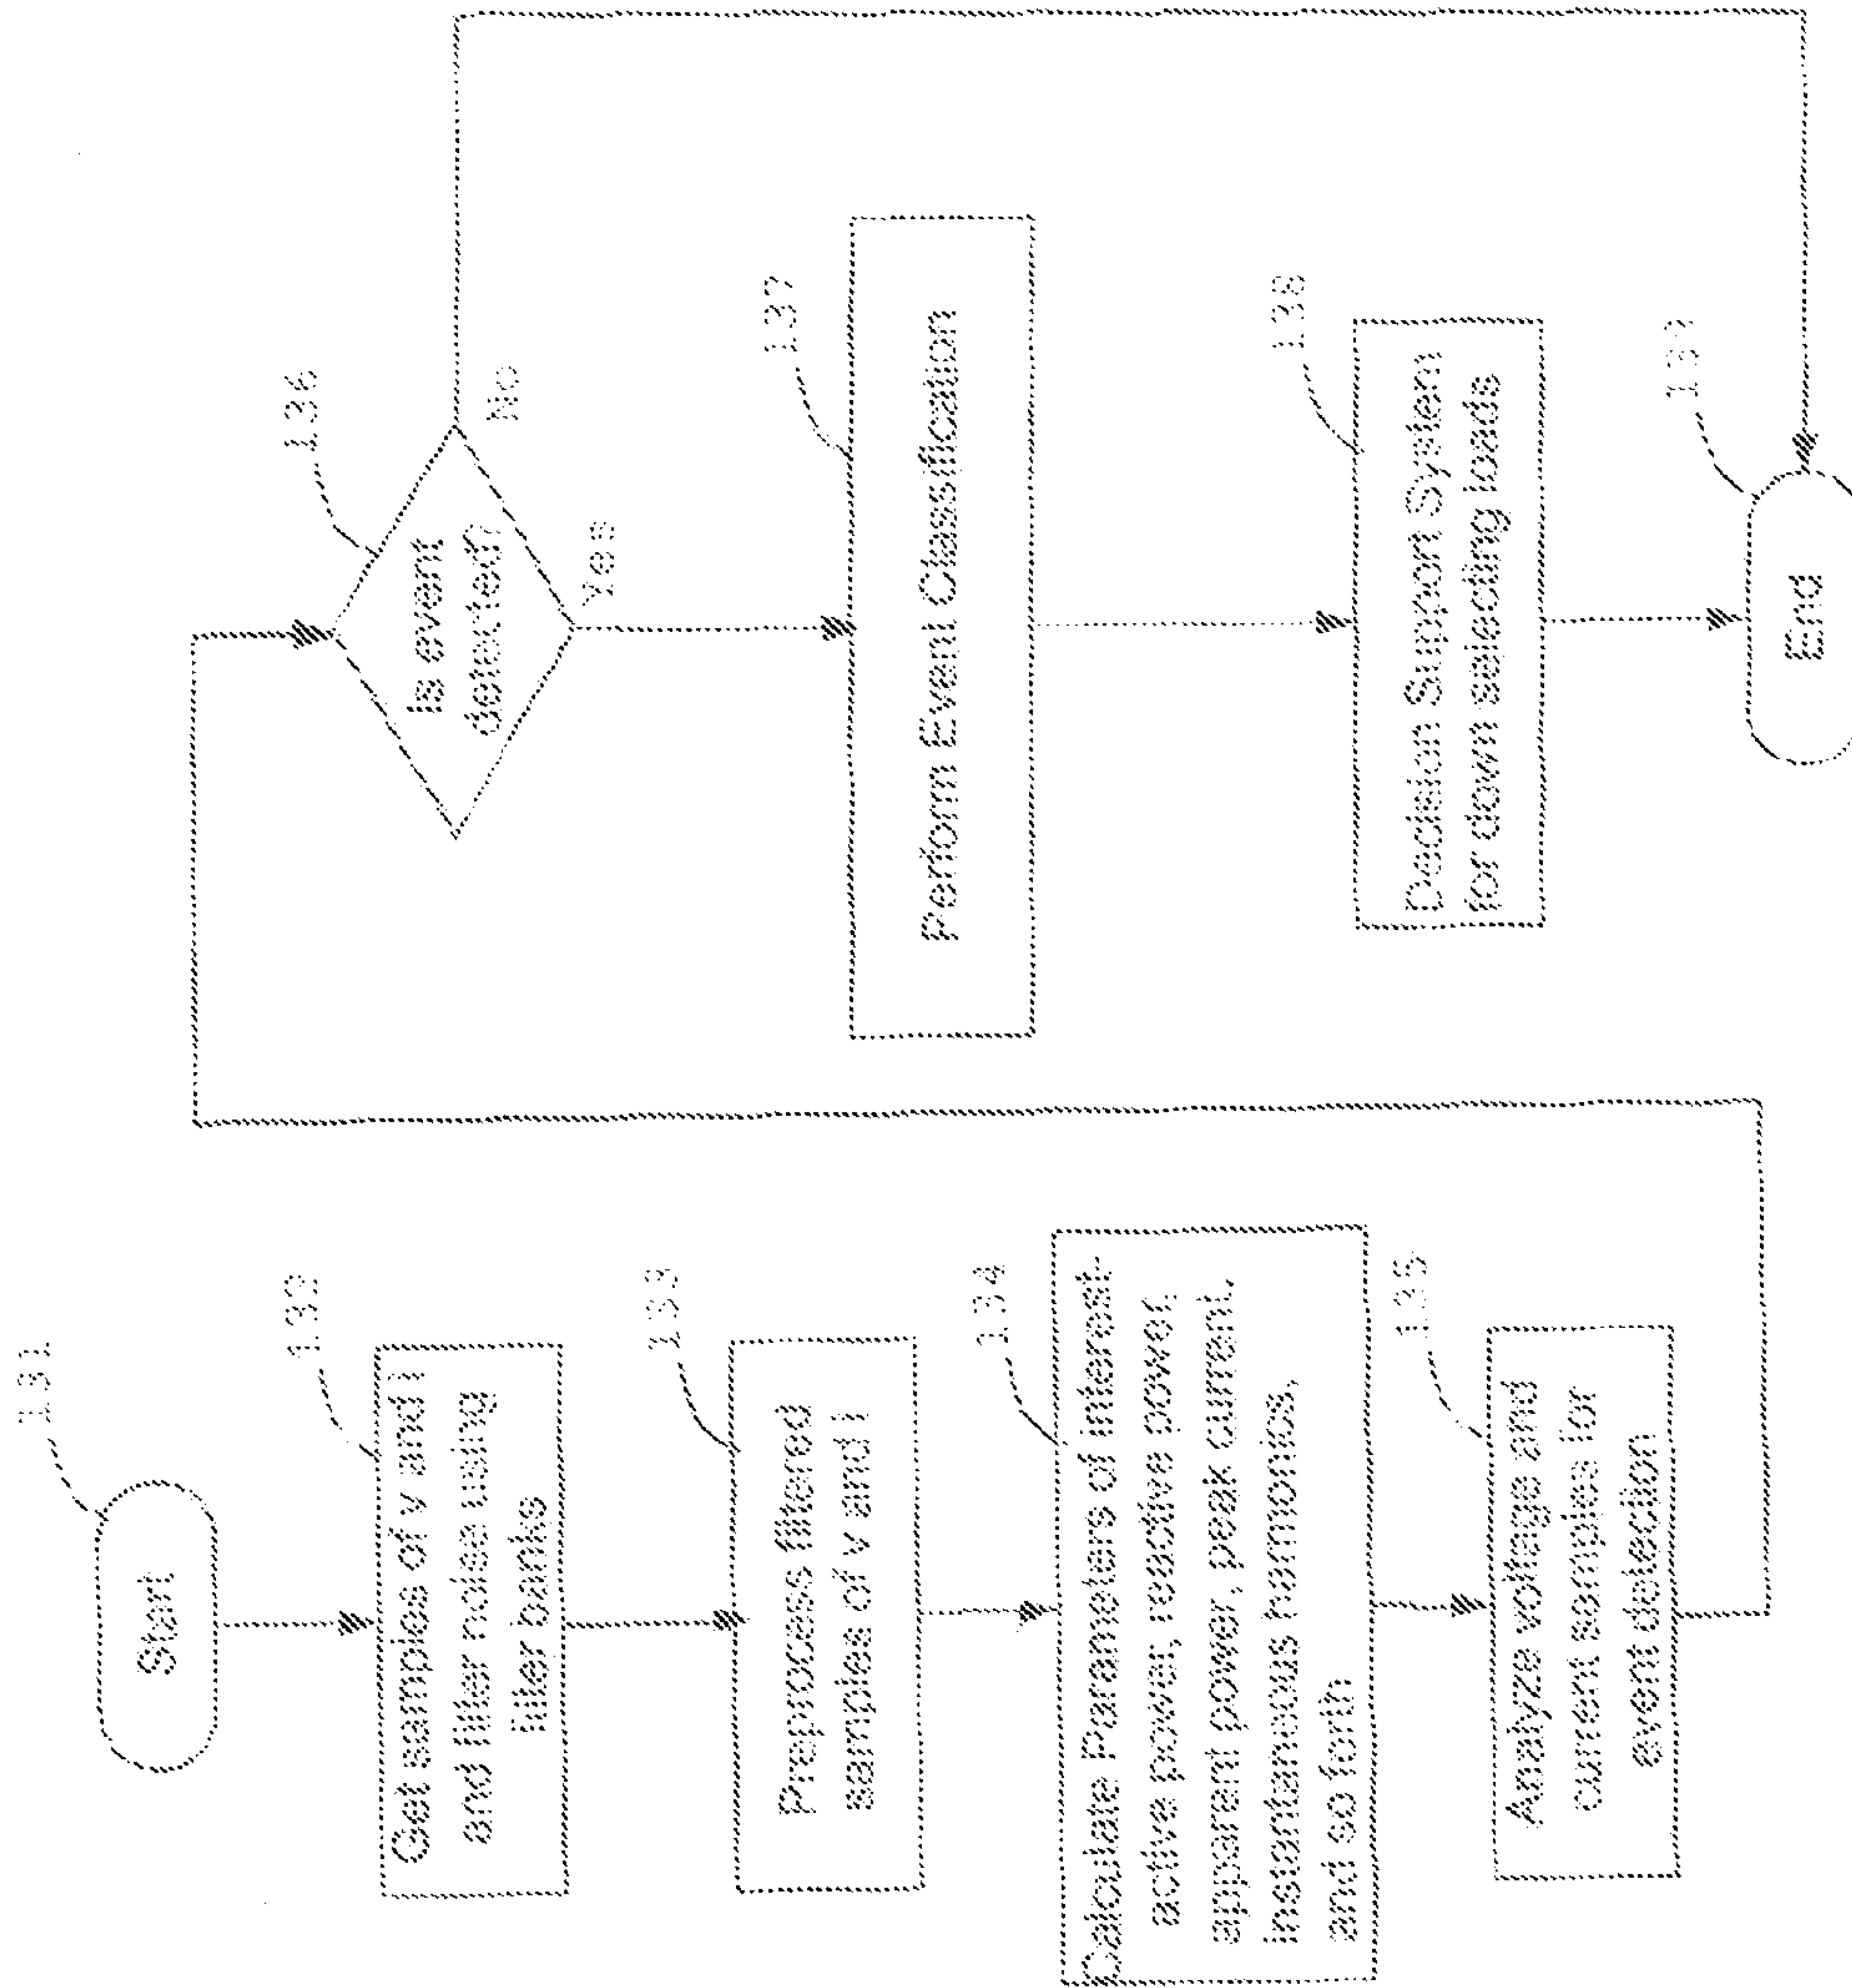 131
Start
132
Get samples of v and i
and filter noise using
filter banks
133
Preprocess filtered
samples of v and i
134
Calculate Parameters of interest-
active power, reactive power,
apparent power, peak current,
instantaneous harmonics,
and so forth
135
Analyze voltage and
current samples for
event detection
136
Is event
detected?
No
Yes
137
Perform Event Classification
138
Decision Support System
for down selecting loads
139
End